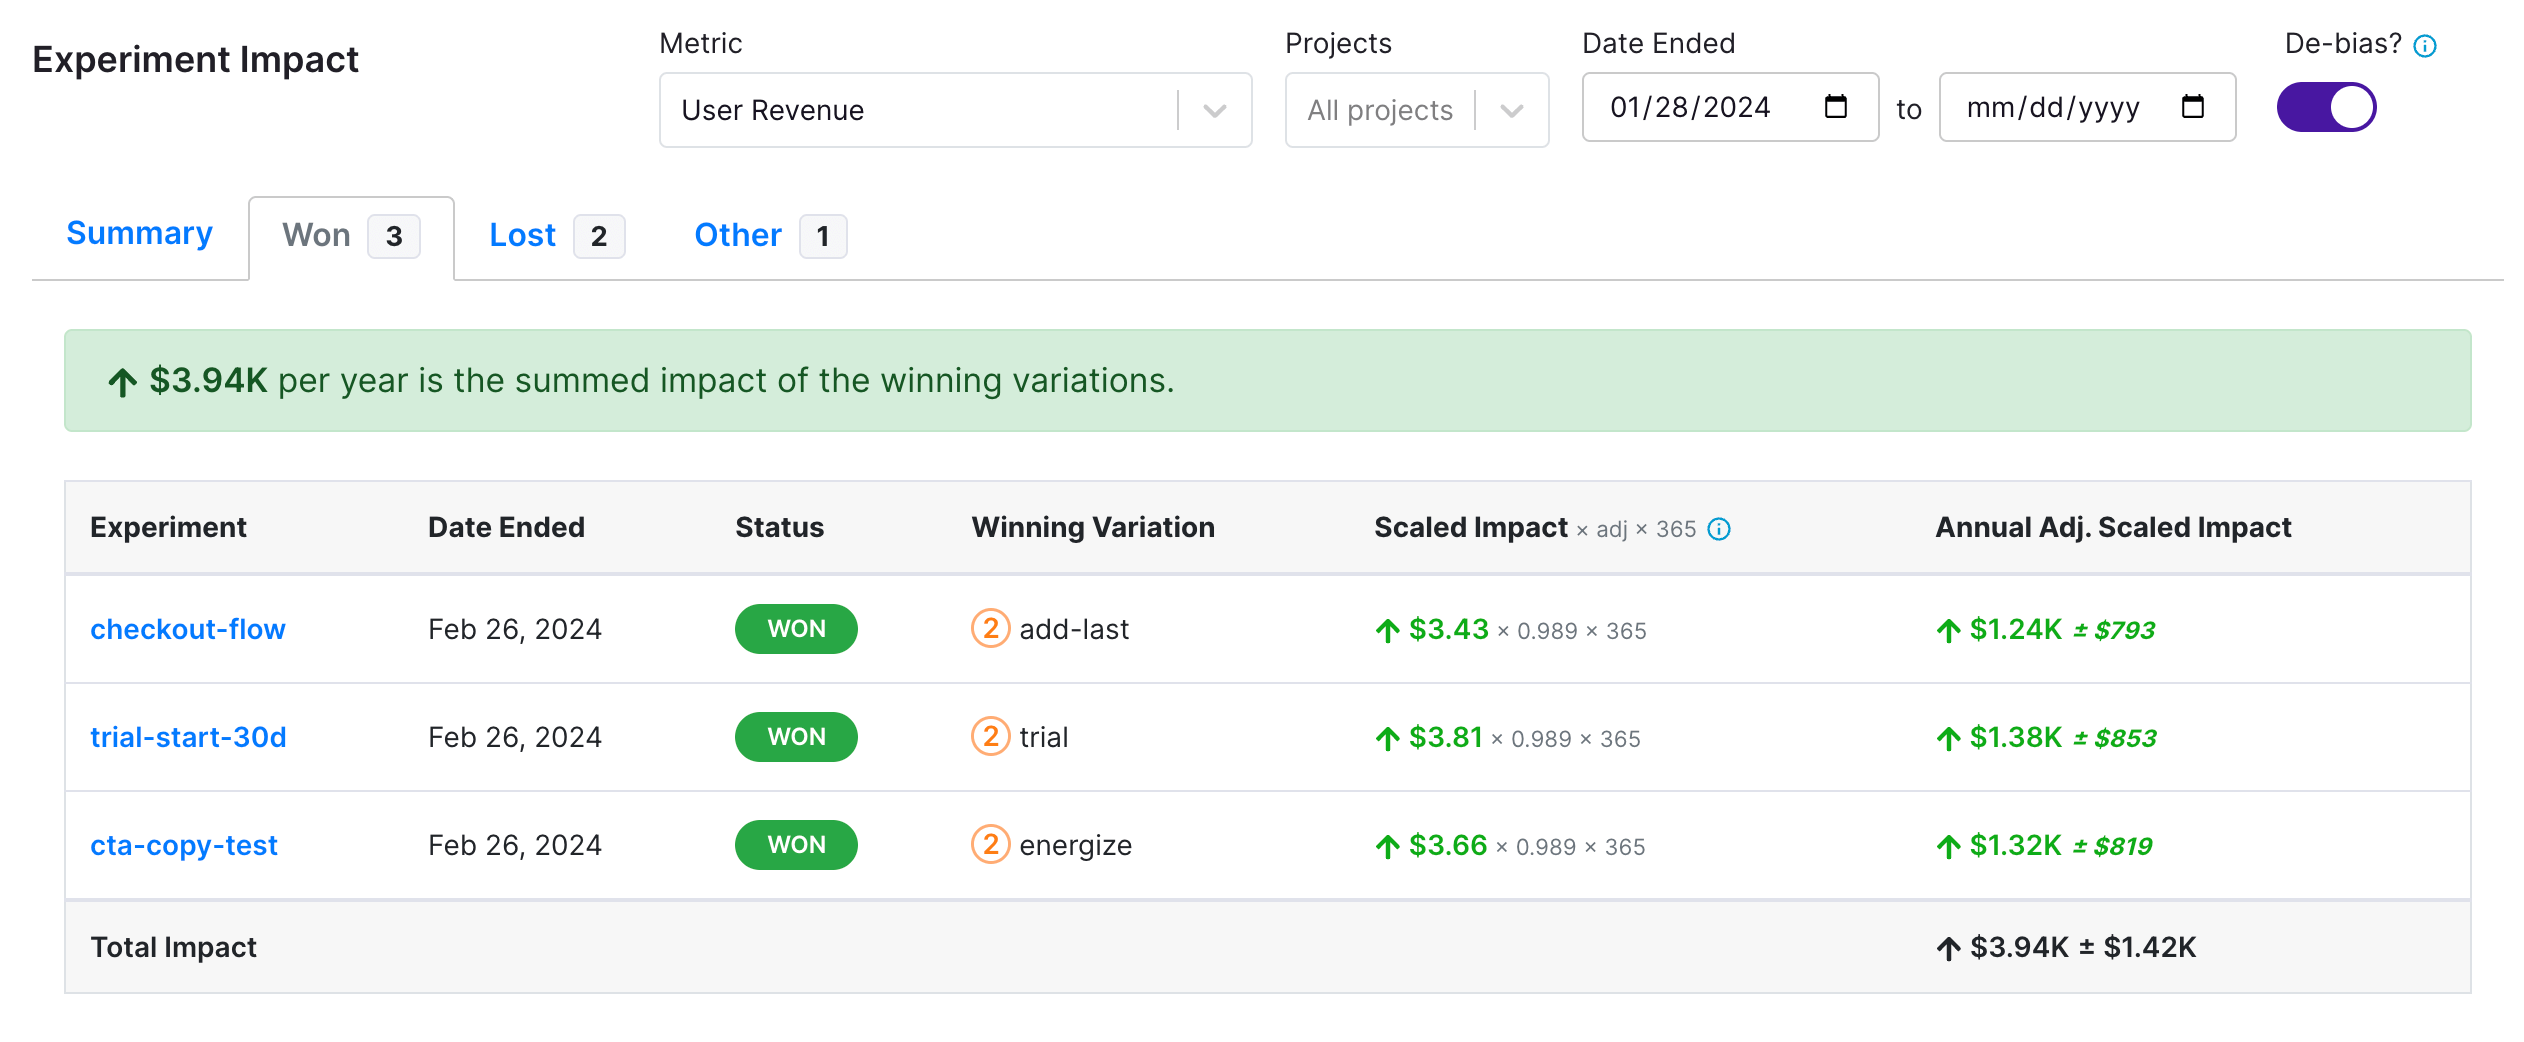 Experiment Impact
Metric
Projects
Date Ended
De-bias?
User Revenue
All projects
01/28/2024
to
mm/dd/yyyy
Summary
Won 3
Lost 2
Other 1
$3.94K per year is the summed impact of the winning variations.
Experiment Date Ended Status Winning Variation Scaled Impact × adj × 365 Annual Adj. Scaled Impact
checkout-flow Feb 26, 2024 WON 2 add-last $3.43 × 0.989 × 365 $1.24K ± $793
trial-start-30d Feb 26, 2024 WON 2 trial $3.81 × 0.989 × 365 $1.38K ± $853
cta-copy-test Feb 26, 2024 WON 2 energize $3.66 × 0.989 × 365 $1.32K ± $819
Total Impact $3.94K ± $1.42K